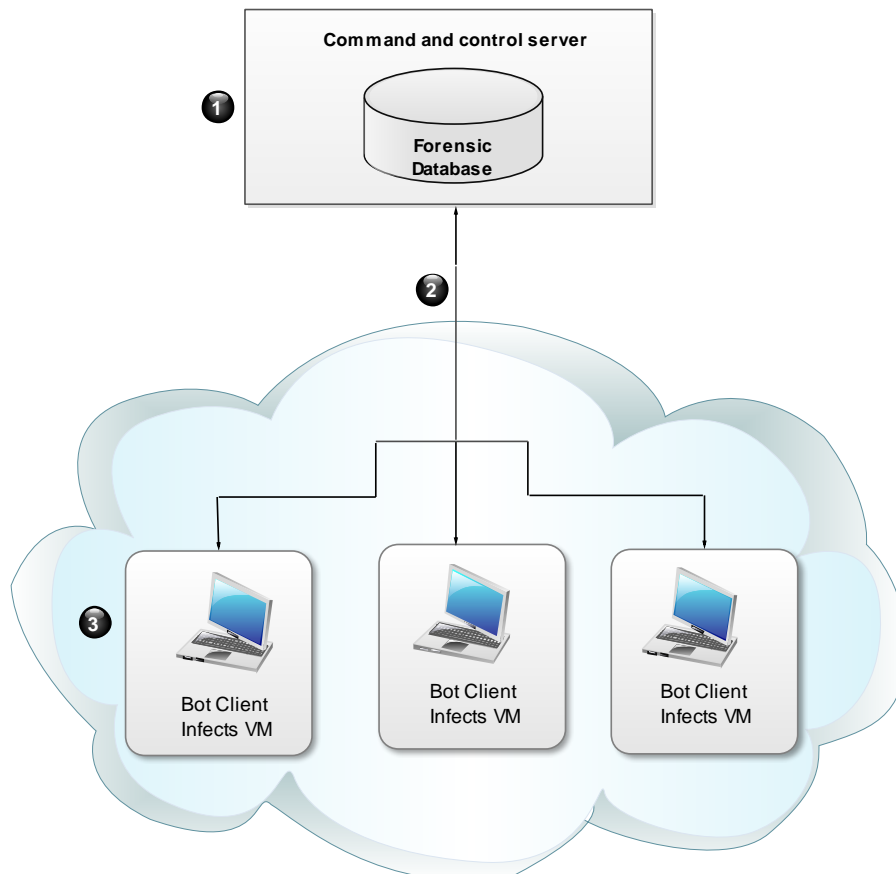 Command and control server
1
Forensic
Database
2
3
Bot Client
Infects VM
Bot Client
Infects VM
Bot Client
Infects VM